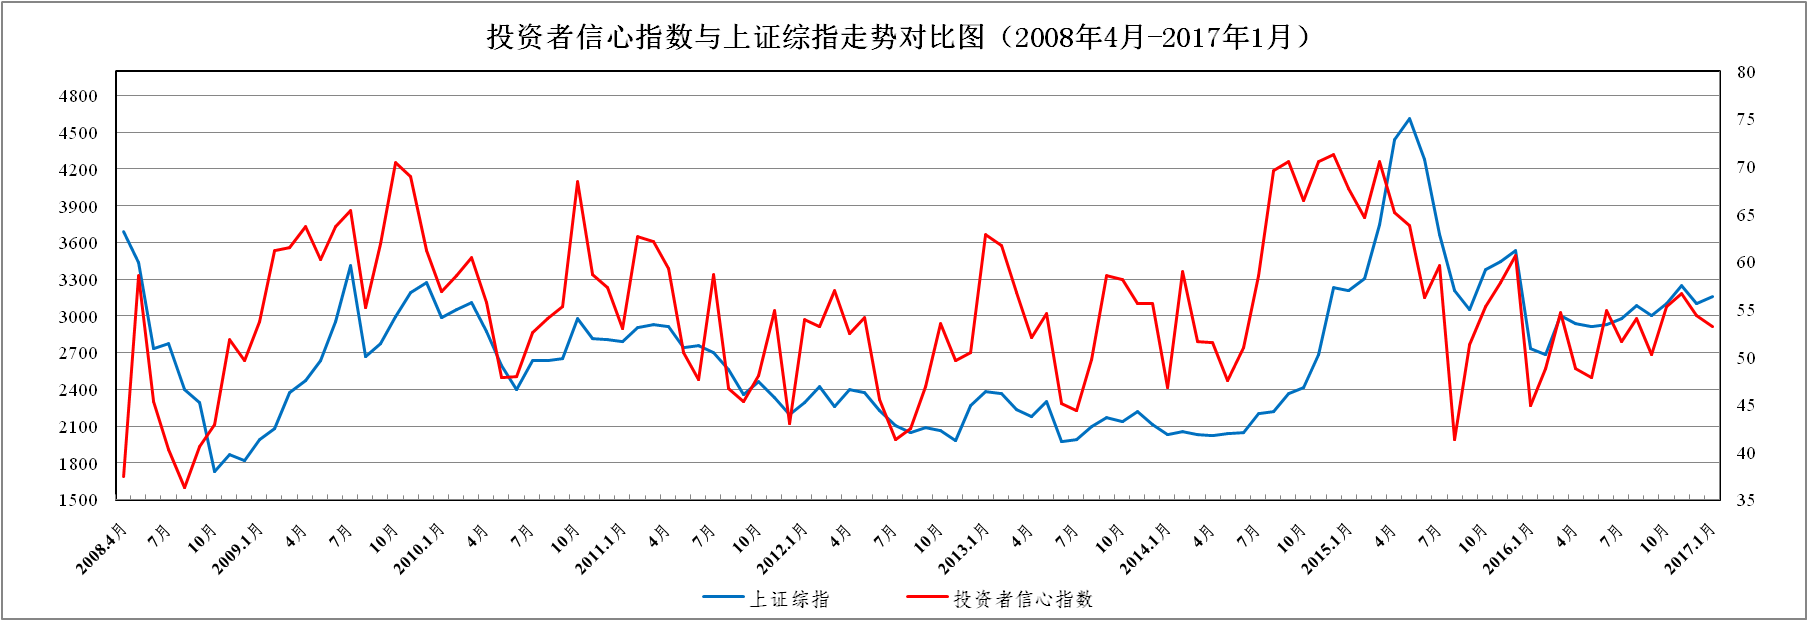 投资者信心指数与上证综指走势对比图（2008年4月-2017年1月）
4800
4500
4200
3900
3600
3300
3000
2700
2400
2100
1800
1500
80
75
70
65
60
55
50
45
40
35
2008.4月
7月
10月
2009.1月
4月
7月
10月
2010.1月
4月
7月
10月
2011.1月
4月
7月
10月
2012.1月
4月
7月
10月
2013.1月
4月
7月
10月
2014.1月
4月
7月
10月
2015.1月
4月
7月
10月
2016.1月
4月
7月
10月
2017.1月
上证综指
投资者信心指数